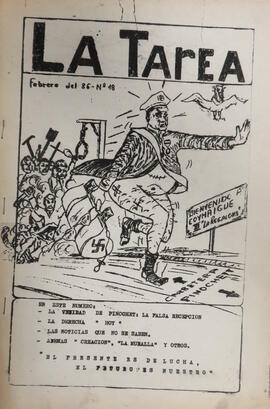 LA TAREA
Febrero del 86-Nº 18
BIENVENIDO
COYHAIQUE
CARRETERA
PINOCHET
EN ESTE NUMERO;
- LA VENIDAD DE PINOCHET: LA FALSA RECEPCION
- LA DERECHA " HOY "
- LAS NOTICIAS QUE NO SE SABEN.
- ADEMAS "CREACION", "LA MURALLA" Y OTROS.
"EL PRESENTE ES DE LUCHA,
EL FUTURO ES NUESTRO"